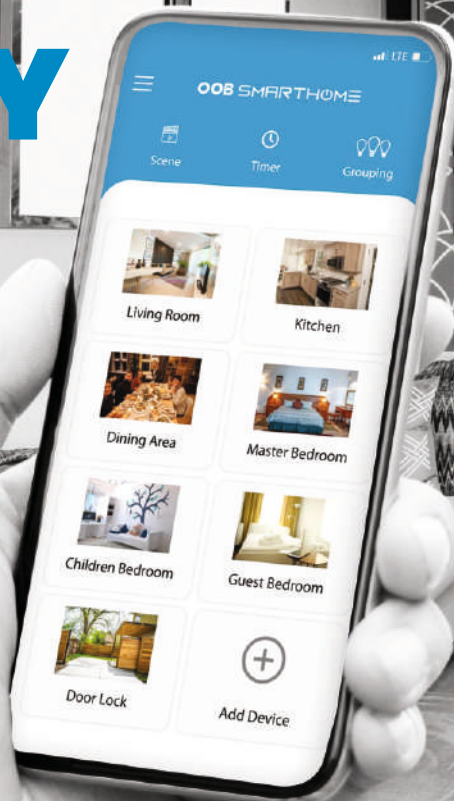 Y
LTE
OOB SMARTHOME
Scene
Timer
Grouping
Living Room
Kitchen
Dining Area
Master Bedroom
Children Bedroom
Guest Bedroom
Door Lock
Add Device